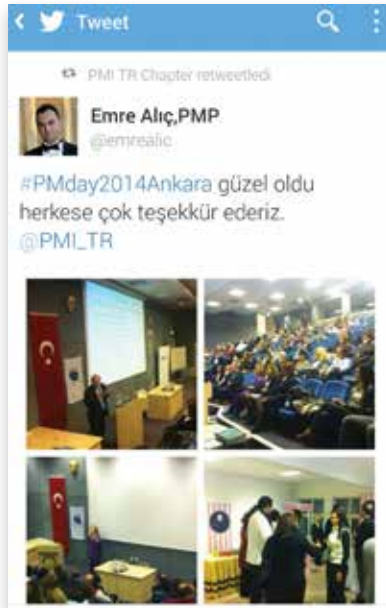 Tweet
PMI TR Chapter retweetledi
Emre Alıç,PMP
@emrealic
#PMday2014Ankara güzel oldu
herkese çok teşekkür ederiz.
@PMI_TR